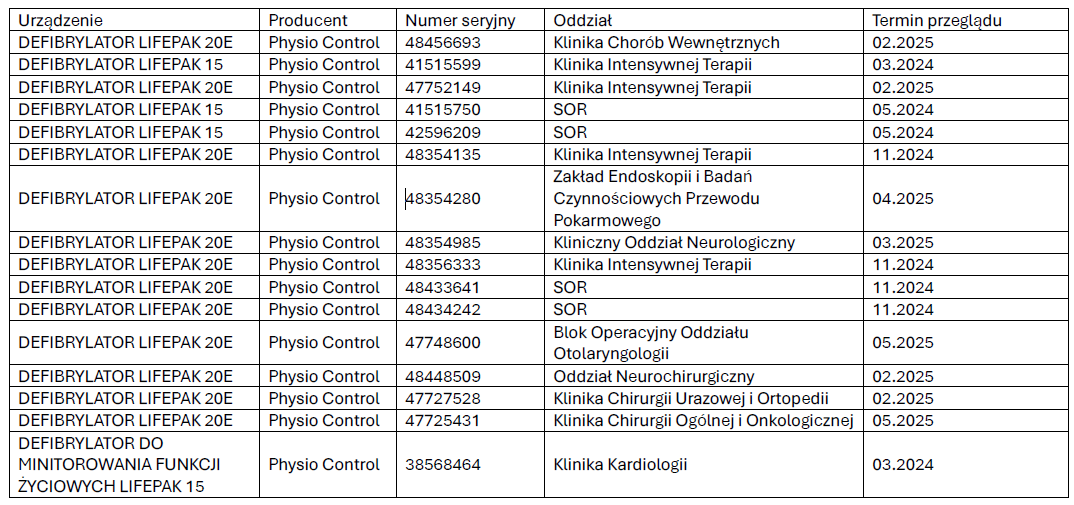 Urządzenie Producent Numer seryjny Oddział Termin przeglądu
DEFIBRYLATOR LIFEPAK 20E Physio Control 48456693 Klinika Chorób Wewnętrznych 02.2025
DEFIBRYLATOR LIFEPAK 15 Physio Control 41515599 Klinika Intensywnej Terapii 03.2024
DEFIBRYLATOR LIFEPAK 20E Physio Control 47752149 Klinika Intensywnej Terapii 02.2025
DEFIBRYLATOR LIFEPAK 15 Physio Control 41515750 SOR 05.2024
DEFIBRYLATOR LIFEPAK 15 Physio Control 42596209 SOR 05.2024
DEFIBRYLATOR LIFEPAK 20E Physio Control 48354135 Klinika Intensywnej Terapii 11.2024
Zakład Endoskopii i Badań
DEFIBRYLATOR LIFEPAK 20E Physio Control 48354280 Czynnościowych Przewodu 04.2025
Pokarmowego
DEFIBRYLATOR LIFEPAK 20E Physio Control 48354985 Kliniczny Oddział Neurologiczny 03.2025
DEFIBRYLATOR LIFEPAK 20E Physio Control 48356333 Klinika Intensywnej Terapii 11.2024
DEFIBRYLATOR LIFEPAK 20E Physio Control 48433641 SOR 11.2024
DEFIBRYLATOR LIFEPAK 20E Physio Control 48434242 SOR 11.2024
DEFIBRYLATOR LIFEPAK 20E Physio Control 47748600 Blok Operacyjny Oddziału 05.2025
Otolaryngologii
DEFIBRYLATOR LIFEPAK 20E Physio Control 48448509 Oddział Neurochirurgiczny 02.2025
DEFIBRYLATOR LIFEPAK 20E Physio Control 47727528 Klinika Chirurgii Urazowej i Ortopedii 02.2025
DEFIBRYLATOR LIFEPAK 20E Physio Control 47725431 Klinika Chirurgii Ogólnej i Onkologicznej 05.2025
DEFIBRYLATOR DO
MINITOROWANIA FUNKCJI Physio Control 38568464 Klinika Kardiologii 03.2024
ŻYCIOWYCH LIFEPAK 15